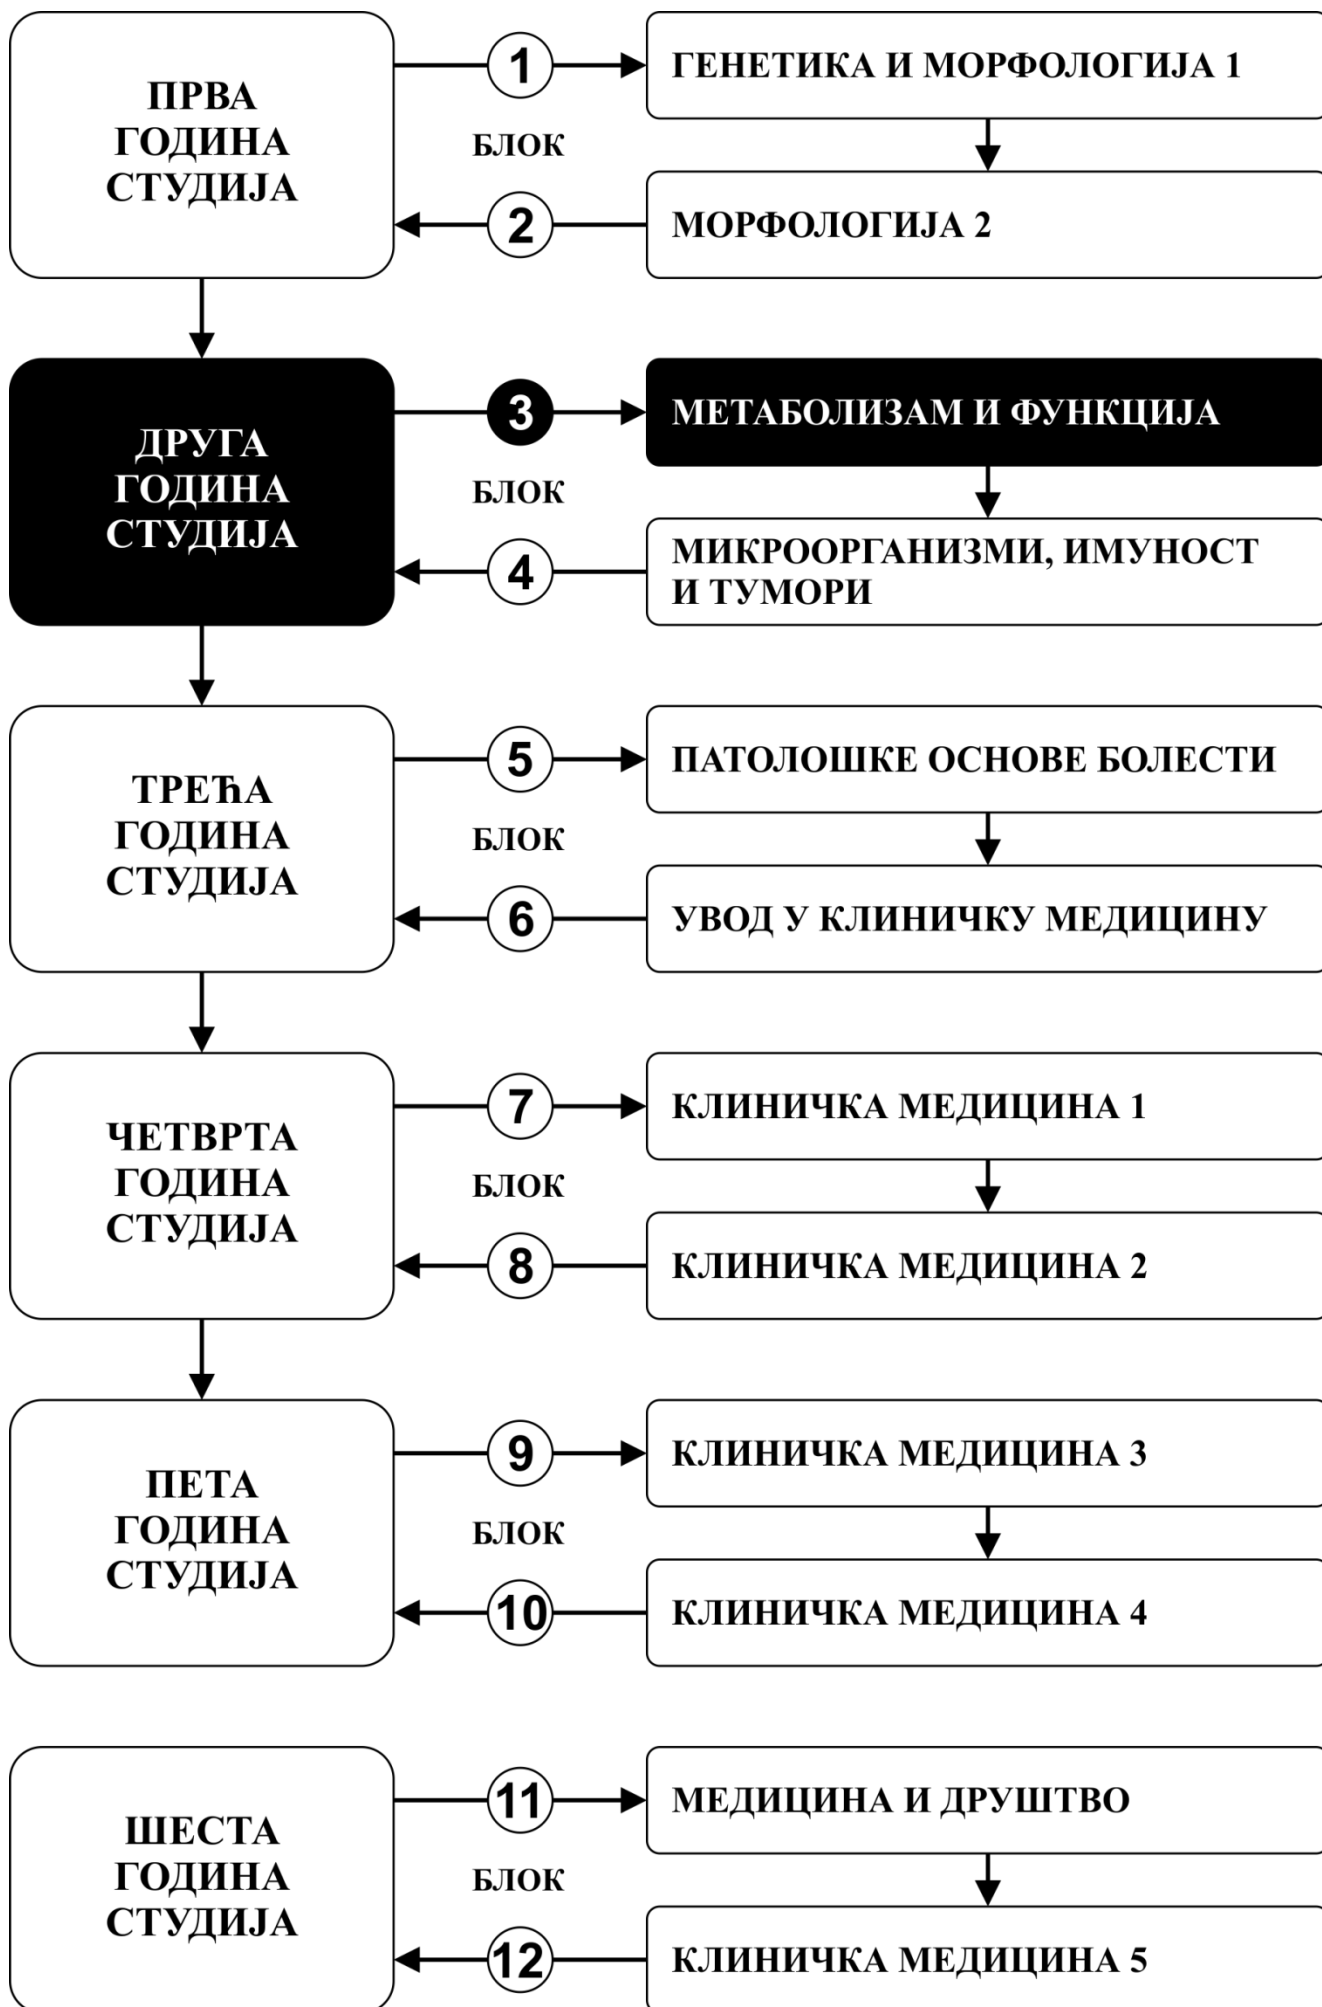 ПРВА
ГОДИНА
СТУДИЈА
1
БЛОК
2
ГЕНЕТИКА И МОРФОЛОГИЈА 1
МОРФОЛОГИЈА 2
ДРУГА
ГОДИНА
СТУДИЈА
3
БЛОК
4
МЕТАБОЛИЗАМ И ФУНКЦИЈА
МИКРООРГАНИЗМИ, ИМУНОСТ
И ТУМОРИ
ТРЕЋА
ГОДИНА
СТУДИЈА
5
БЛОК
6
ПАТОЛОШКЕ ОСНОВЕ БОЛЕСТИ
УВОД У КЛИНИЧКУ МЕДИЦИНУ
ЧЕТВРТА
ГОДИНА
СТУДИЈА
7
БЛОК
8
КЛИНИЧКА МЕДИЦИНА 1
КЛИНИЧКА МЕДИЦИНА 2
ПЕТА
ГОДИНА
СТУДИЈА
9
БЛОК
10
КЛИНИЧКА МЕДИЦИНА 3
КЛИНИЧКА МЕДИЦИНА 4
ШЕСТА
ГОДИНА
СТУДИЈА
11
БЛОК
12
МЕДИЦИНА И ДРУШТВО
КЛИНИЧКА МЕДИЦИНА 5